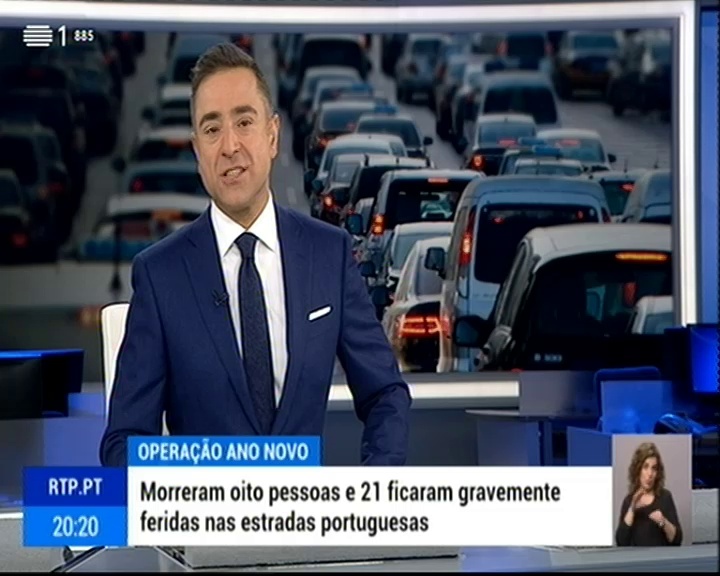 1 885
OPERAÇÃO ANO NOVO
RTP.PT
Morreram oito pessoas e 21 ficaram gravemente
20:20
feridas nas estradas portuguesas